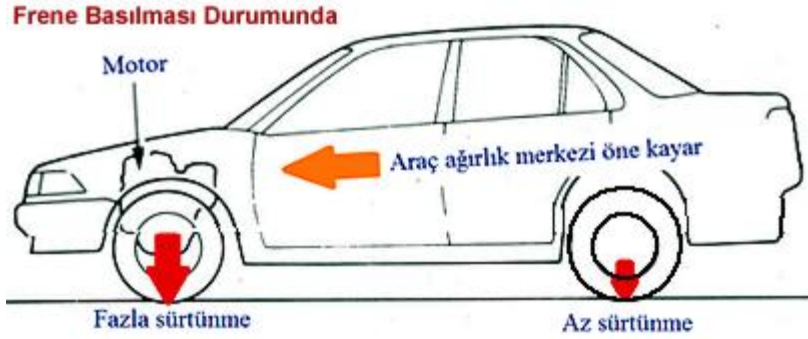 Frene Basılması Durumunda
Motor
Araç ağırlık merkezi öne kayar
Fazla sürtünme
Az sürtünme